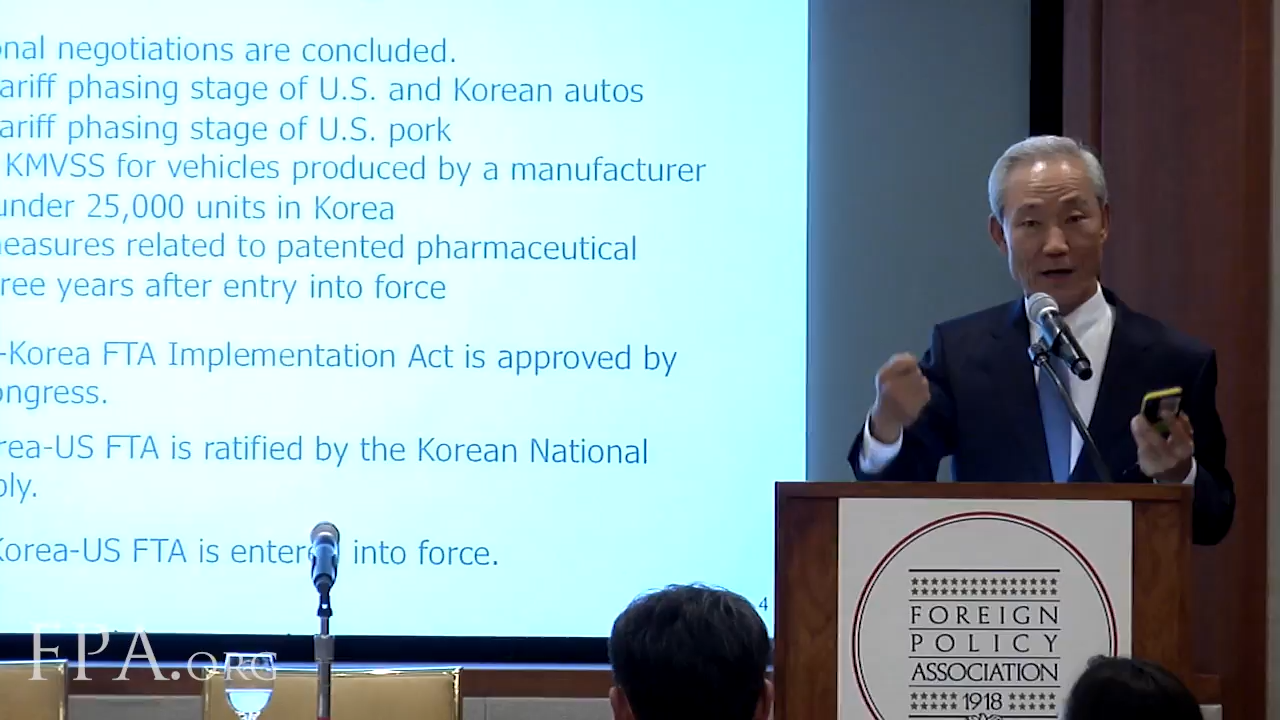 onal negotiations are concluded.
ariff phasing stage of U.S. and Korean autos
ariff phasing stage of U.S. pork
KMVSS for vehicles produced by a manufacturer
under 25,000 units in Korea
easures related to patented pharmaceutical
ree years after entry into force
-Korea FTA Implementation Act is approved by
ongress.
rea-US FTA is ratified by the Korean National
bly.
Korea-US FTA is entered into force.
4
FPA.ORG
FOREIGN
POLICY
ASSOCIATION
1918